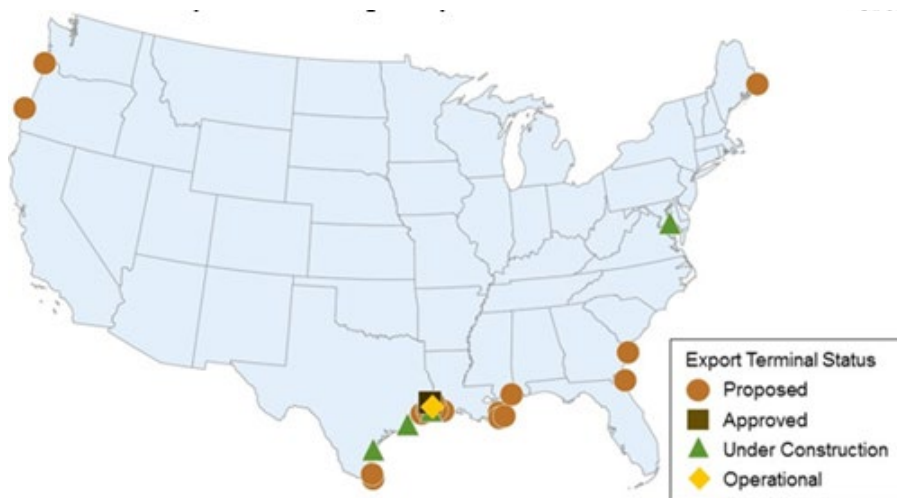 Export Terminal Status
Proposed
Approved
Under Construction
Operational